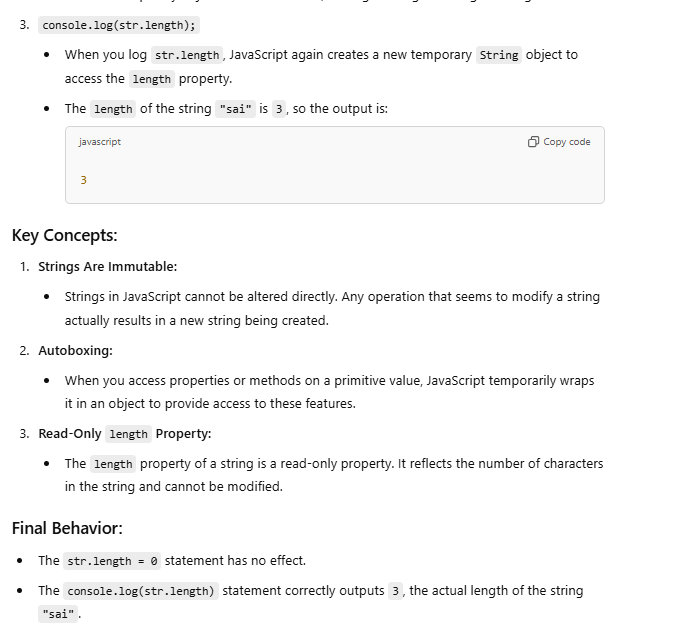 3. console.log(str.length);
• When you log str.length, JavaScript again creates a new temporary String object to
access the length property.
• The length of the string "sai" is 3, so the output is:
javascript Copy code
3
Key Concepts:
1. Strings Are Immutable:
• Strings in JavaScript cannot be altered directly. Any operation that seems to modify a string
actually results in a new string being created.
2. Autoboxing:
• When you access properties or methods on a primitive value, JavaScript temporarily wraps
it in an object to provide access to these features.
3. Read-Only length Property:
• The length property of a string is a read-only property. It reflects the number of characters
in the string and cannot be modified.
Final Behavior:
• The str.length = 0 statement has no effect.
• The console.log(str.length) statement correctly outputs 3, the actual length of the string
"sai".